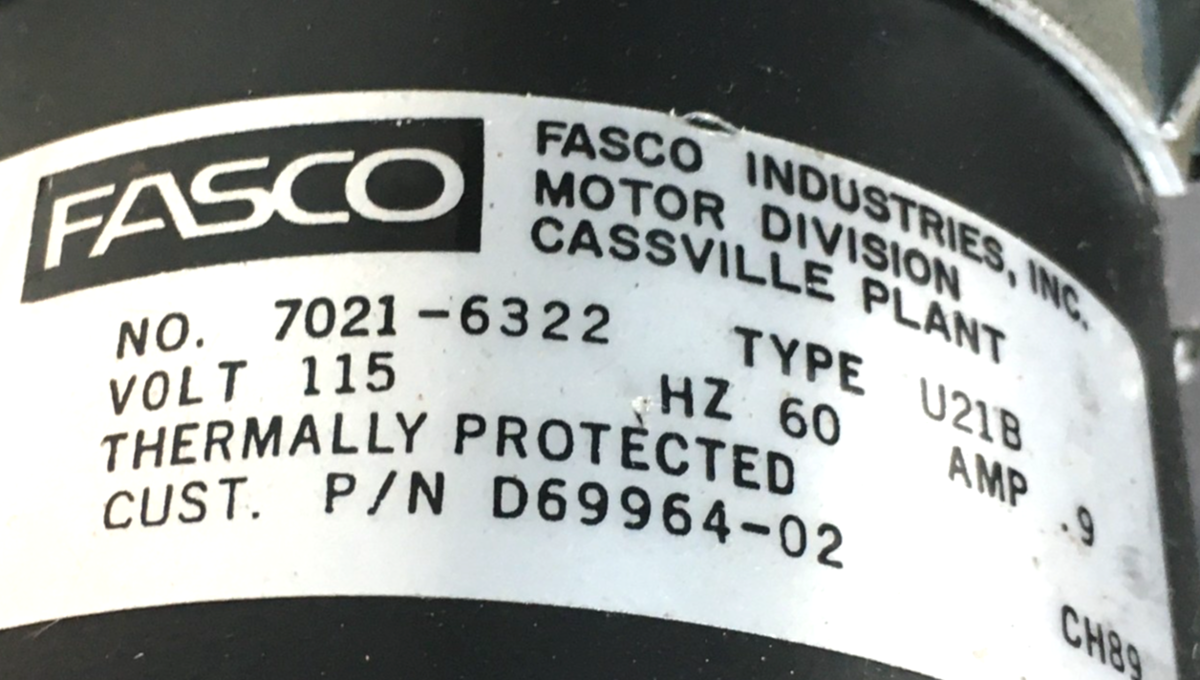 FASCO
FASCO INDUSTRIES, INC.
MOTOR DIVISION
CASSVILLE PLANT
NO. 7021-6322 TYPE U21B
VOLT 115 HZ 60 AMP .9
THERMALLY PROTECTED
CUST. P/N D69964-02
CH89